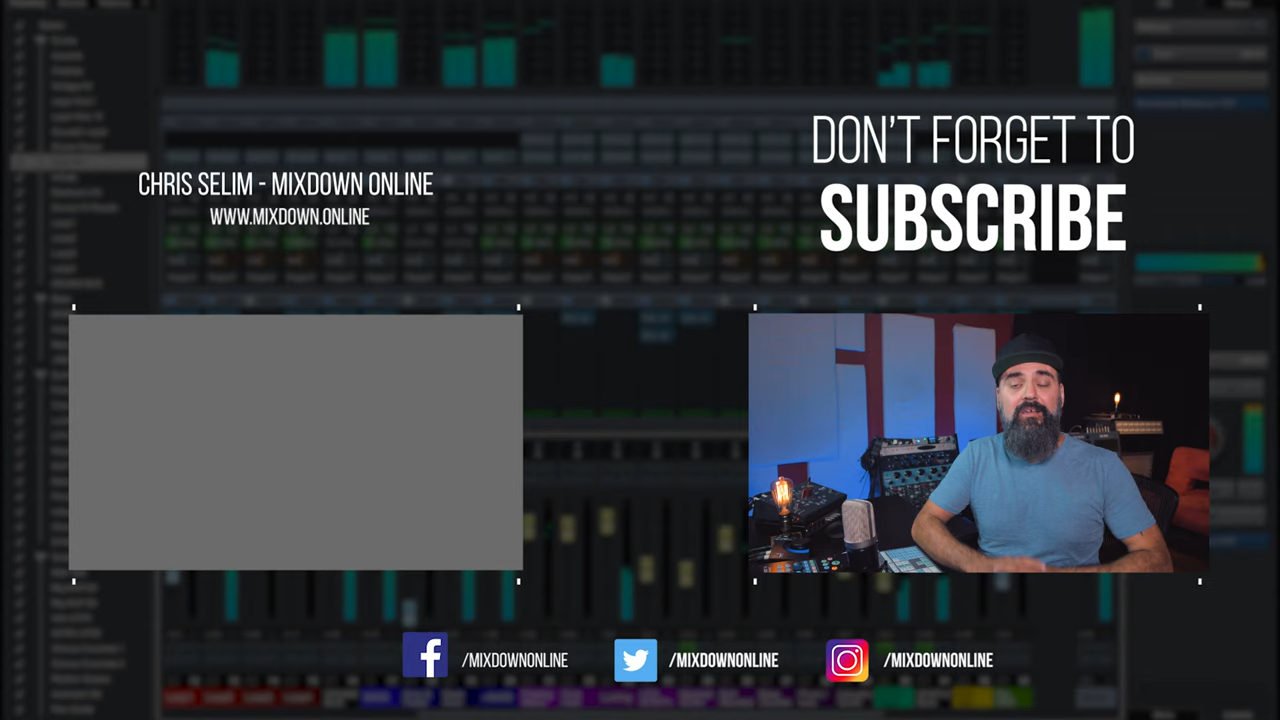 CHRIS SELIM - MIXDOWN ONLINE
WWW.MIXDOWN.ONLINE
DON'T FORGET TO
SUBSCRIBE
/MIXDOWNONLINE
/MIXDOWNONLINE
/MIXDOWNONLINE